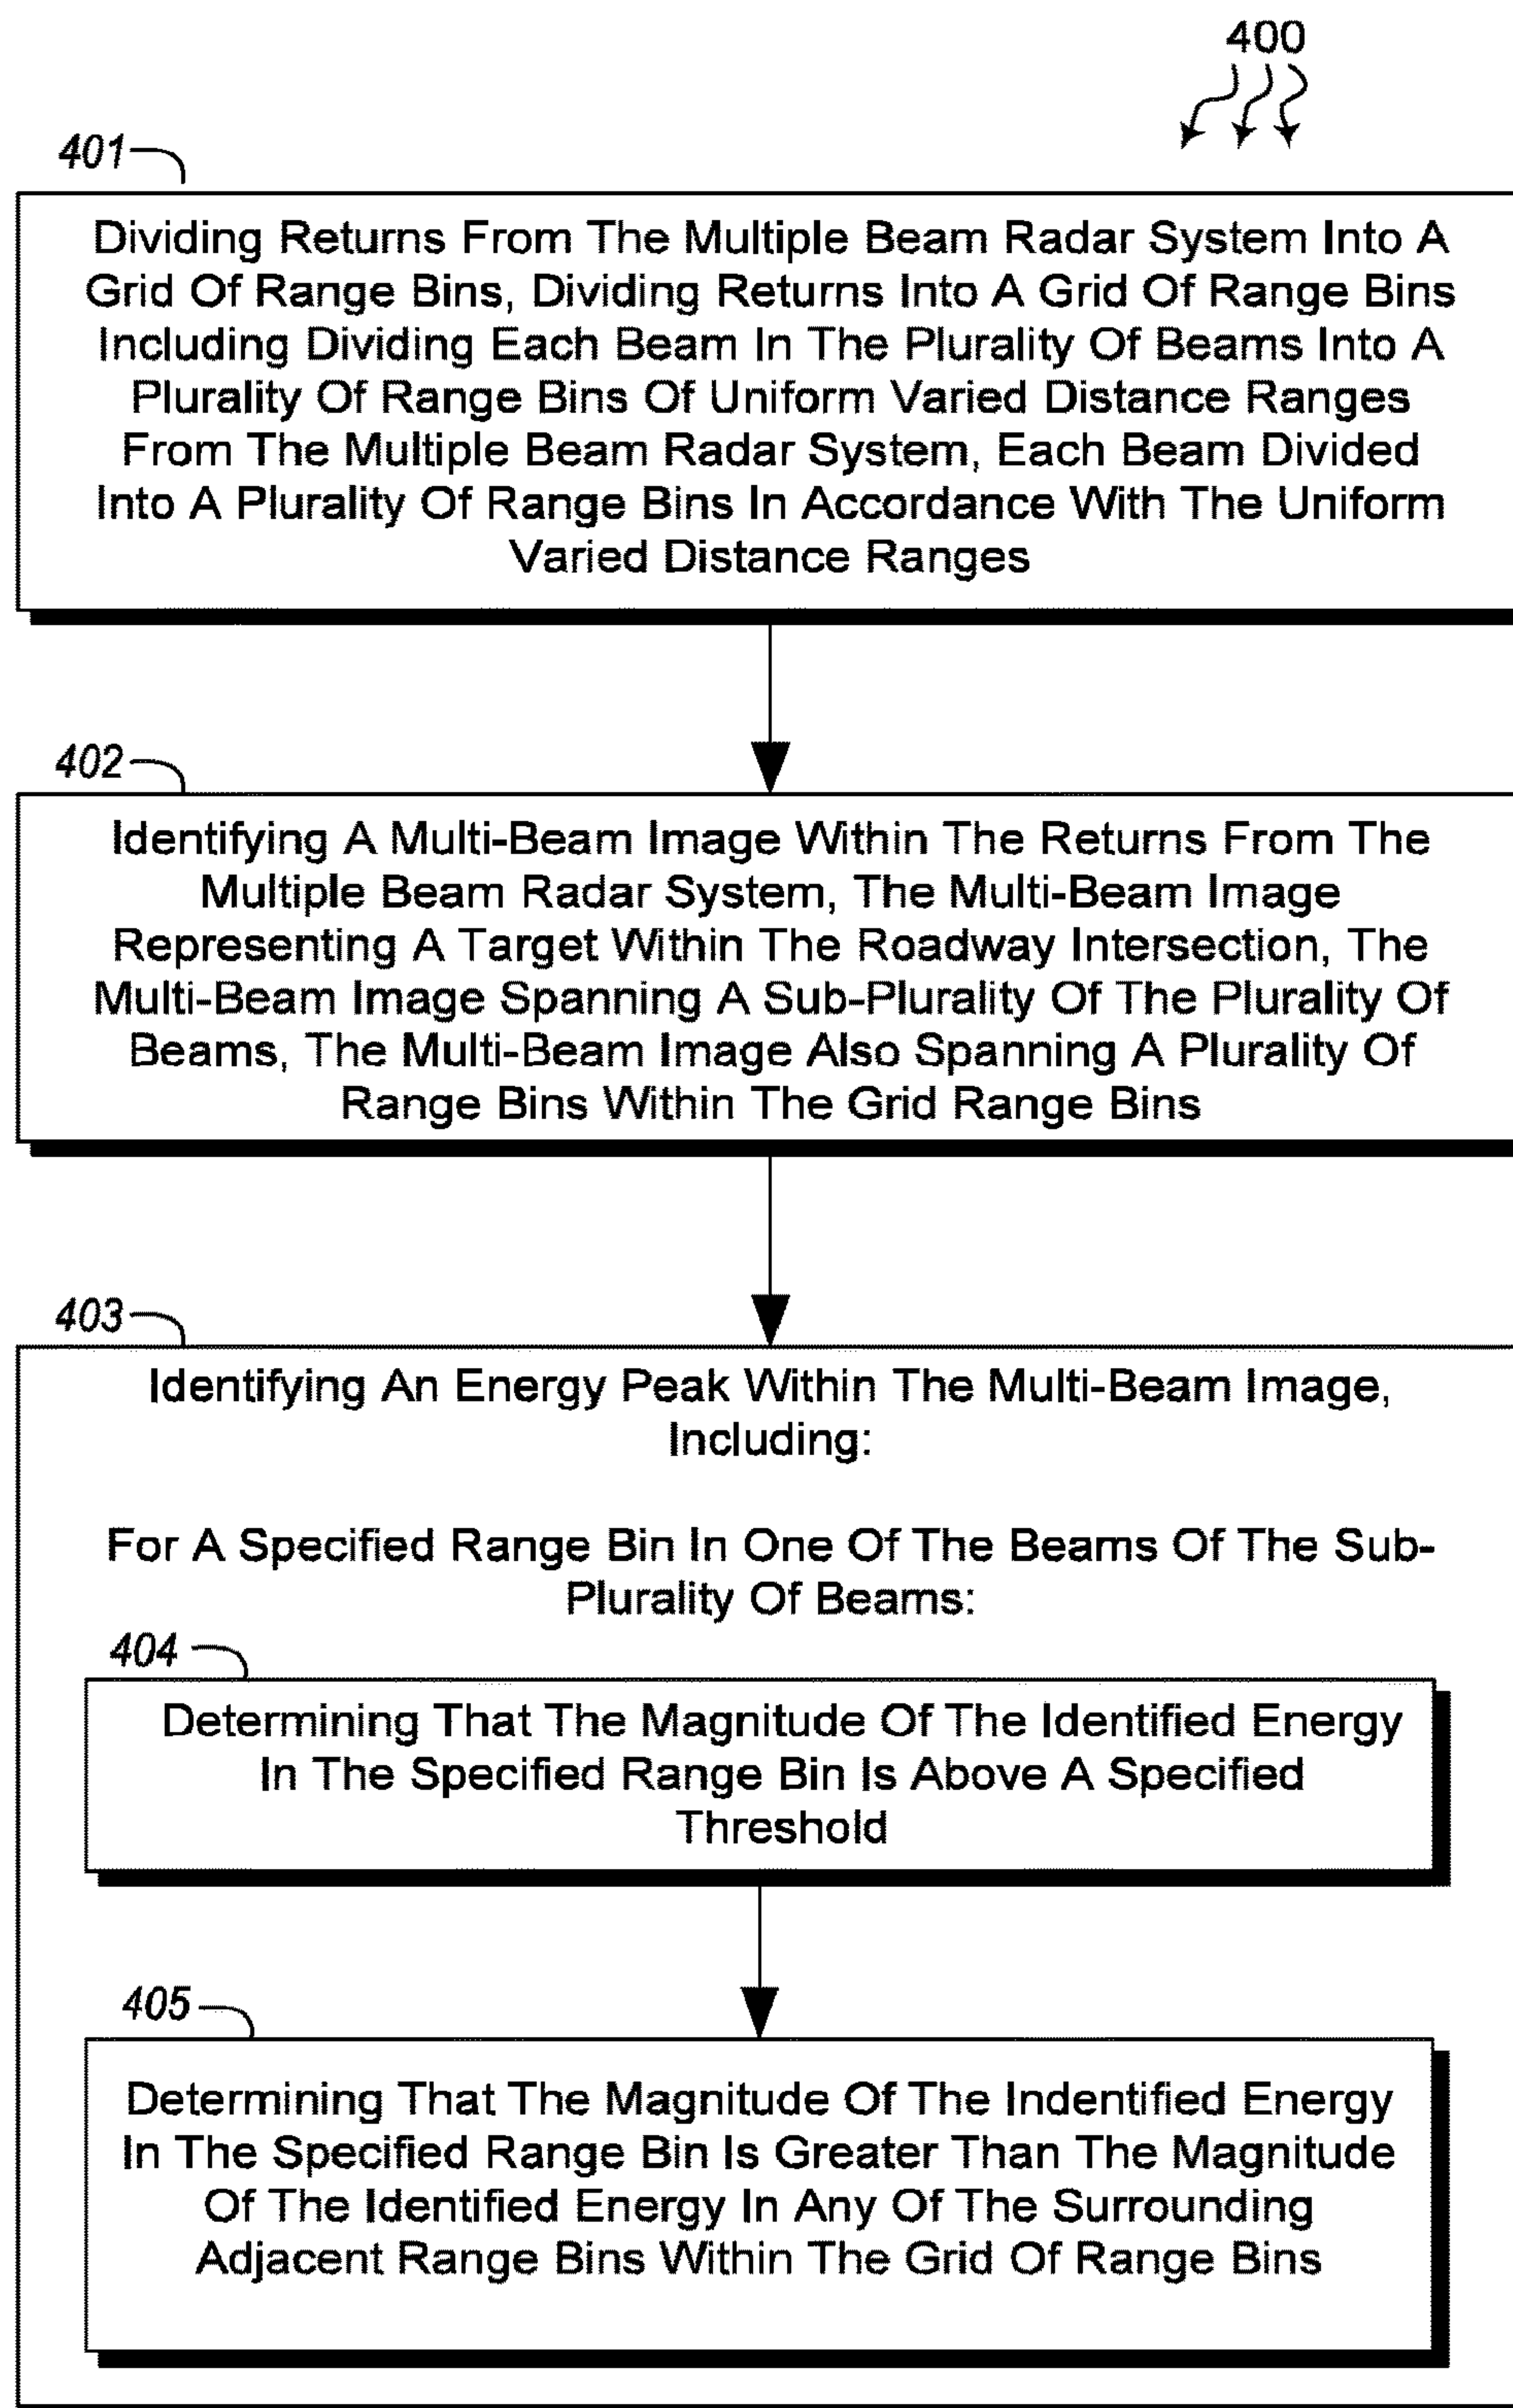 400
401
Dividing Returns From The Multiple Beam Radar System Into A
Grid Of Range Bins, Dividing Returns Into A Grid Of Range Bins
Including Dividing Each Beam In The Plurality Of Beams Into A
Plurality Of Range Bins Of Uniform Varied Distance Ranges
From The Multiple Beam Radar System, Each Beam Divided
Into A Plurality Of Range Bins In Accordance With The Uniform
Varied Distance Ranges
402
Identifying A Multi-Beam Image Within The Returns From The
Multiple Beam Radar System, The Multi-Beam Image
Representing A Target Within The Roadway Intersection, The
Multi-Beam Image Spanning A Sub-Plurality Of The Plurality Of
Beams, The Multi-Beam Image Also Spanning A Plurality Of
Range Bins Within The Grid Range Bins
403
Identifying An Energy Peak Within The Multi-Beam Image,
Including:
For A Specified Range Bin In One Of The Beams Of The Sub-
Plurality Of Beams:
404
Determining That The Magnitude Of The Identified Energy
In The Specified Range Bin Is Above A Specified
Threshold
405
Determining That The Magnitude Of The Indentified Energy
In The Specified Range Bin Is Greater Than The Magnitude
Of The Identified Energy In Any Of The Surrounding
Adjacent Range Bins Within The Grid Of Range Bins